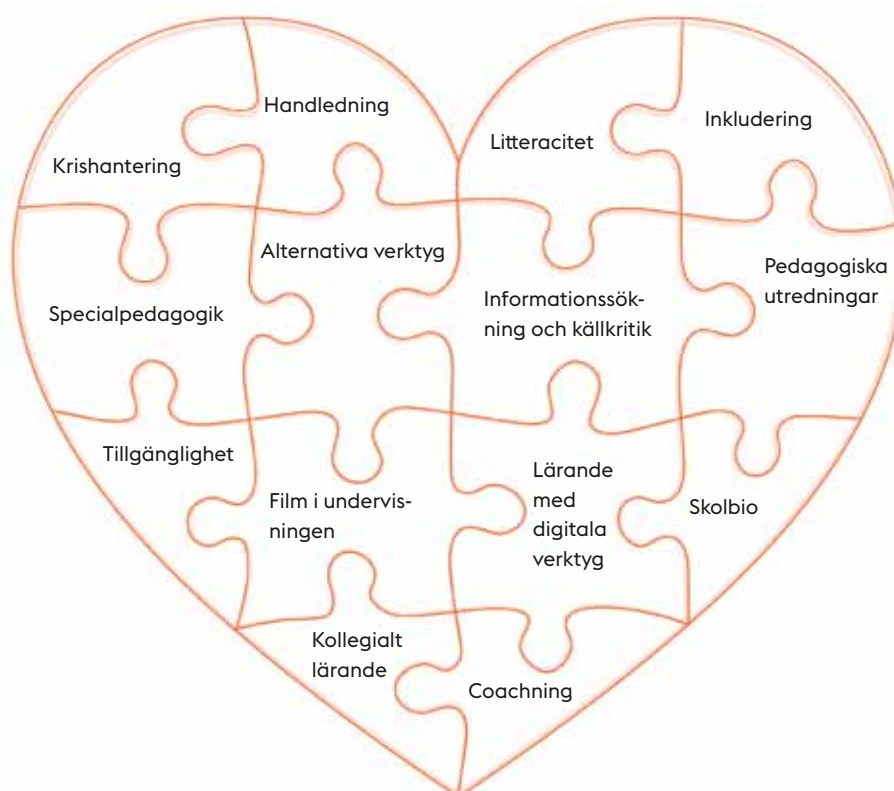 Handledning
Krishantering
Litteracitet
Inkludering
Alternativa verktyg
Specialpedagogik
Informationssök-
ning och källkritik
Pedagogiska
utredningar
Tillgänglighet
Film i undervis-
ningen
Lärande
med
digitala
verktyg
Skolbio
Kollegialt
lärande
Coachning